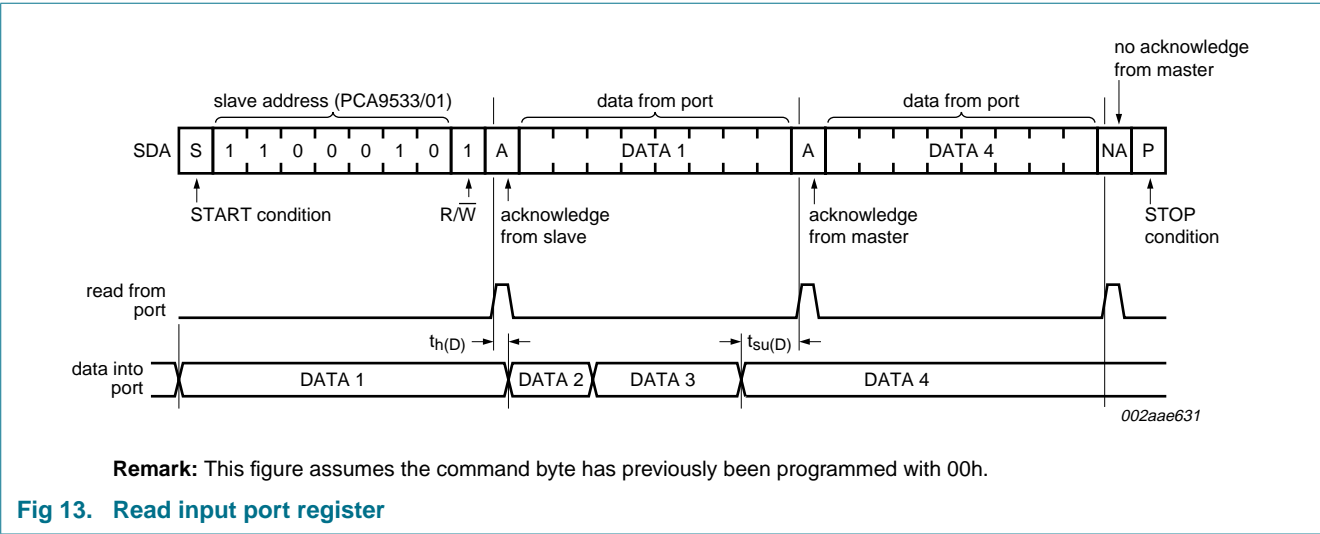 no acknowledge
from master
slave address (PCA9533/01)
data from port
data from port
SDA S 1 1 0 0 0 1 0 1 A DATA 1 A DATA 4 NA P
START condition
R/W
acknowledge
from slave
acknowledge
from master
STOP
condition
read from
port
th(D)
tsu(D)
data into
port
DATA 1 DATA 2 DATA 3 DATA 4
002aae631
Remark: This figure assumes the command byte has previously been programmed with 00h.
Fig 13. Read input port register